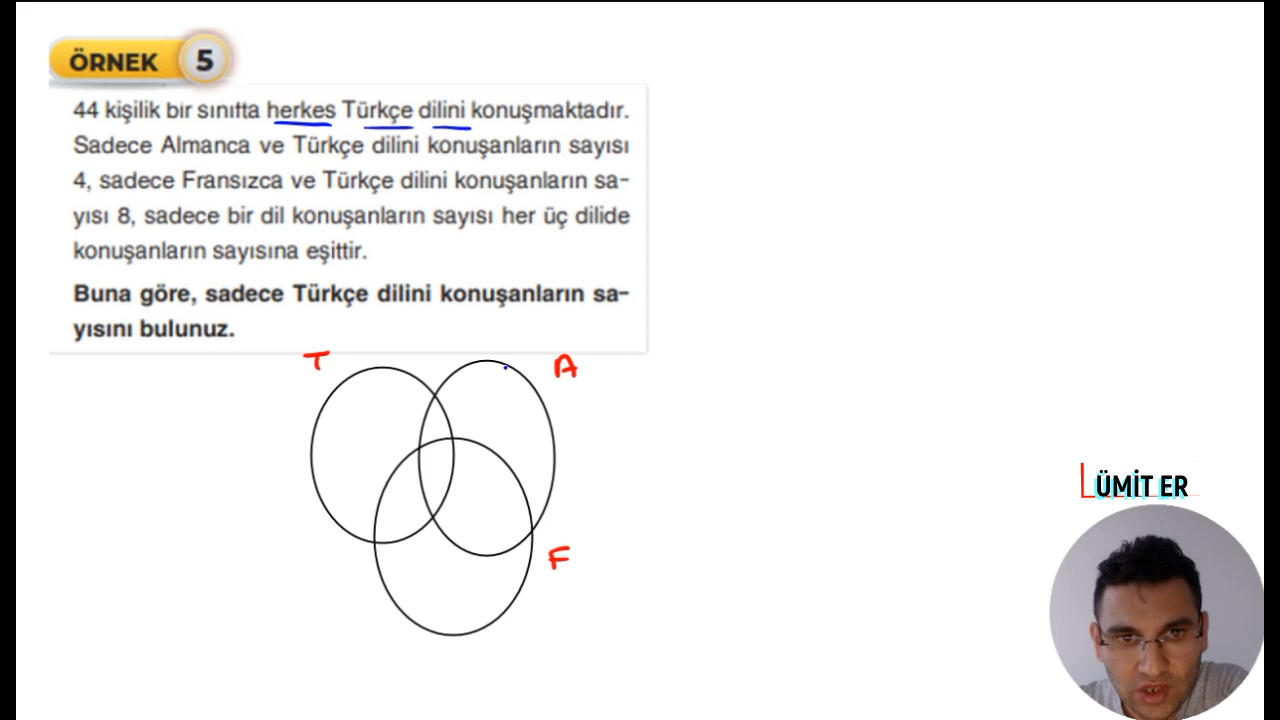 ÖRNEK 5
44 kişilik bir sınıfta herkes Türkçe dilini konuşmaktadır.
Sadece Almanca ve Türkçe dilini konuşanların sayısı
4, sadece Fransızca ve Türkçe dilini konuşanların sa-
yısı 8, sadece bir dil konuşanların sayısı her üç dilide
konuşanların sayısına eşittir.
Buna göre, sadece Türkçe dilini konuşanların sa-
yısını bulunuz.
T
A
F
ÜMİT ER